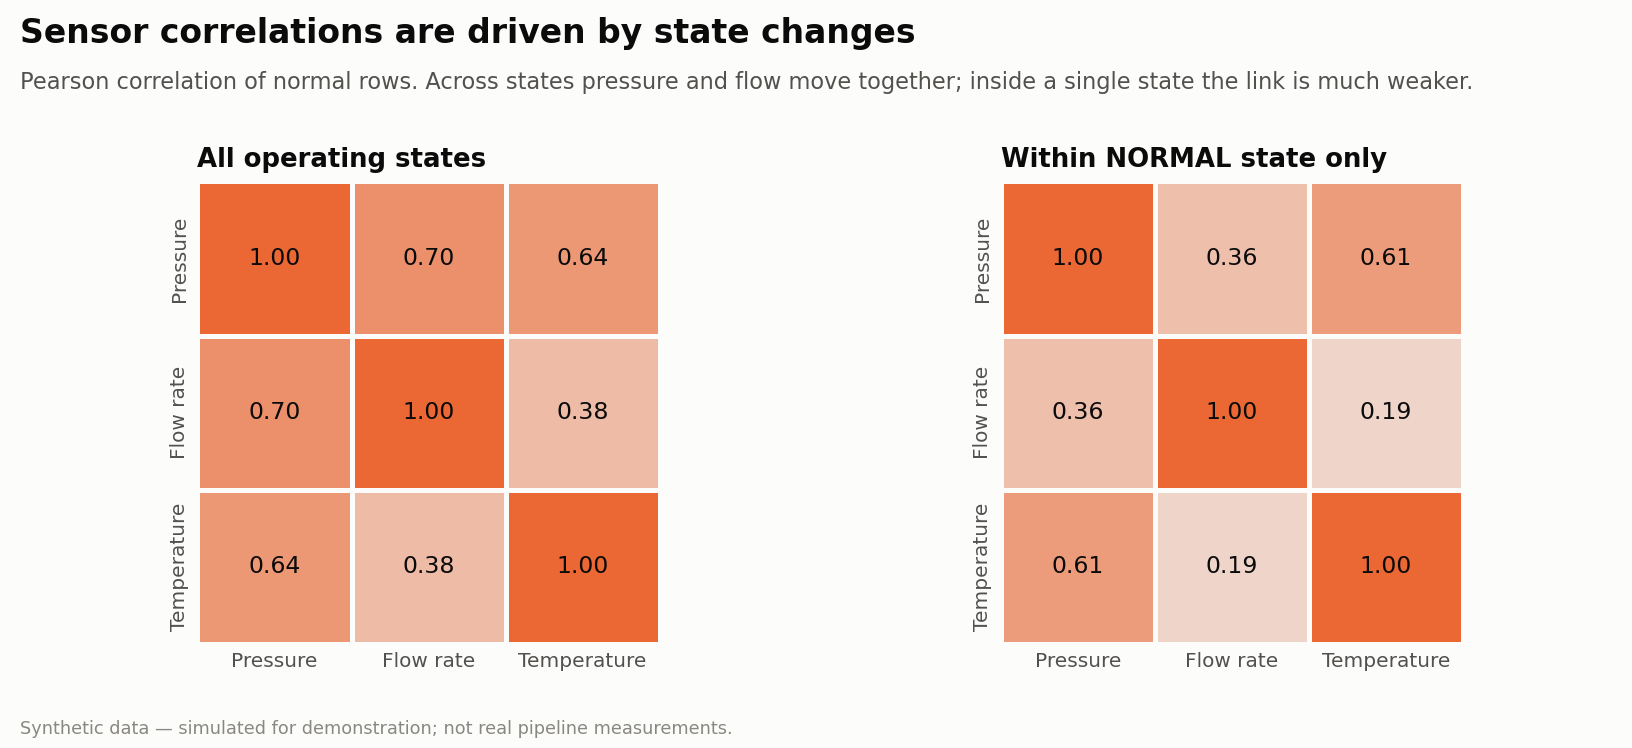 Sensor correlations are driven by state changes
Pearson correlation of normal rows. Across states pressure and flow move together; inside a single state the link is much weaker.
All operating states
Pressure
1.00 0.70 0.64
Flow rate
0.70 1.00 0.38
Temperature
0.64 0.38 1.00
Pressure Flow rate Temperature
Within NORMAL state only
Pressure
1.00 0.36 0.61
Flow rate
0.36 1.00 0.19
Temperature
0.61 0.19 1.00
Pressure Flow rate Temperature
Synthetic data — simulated for demonstration; not real pipeline measurements.